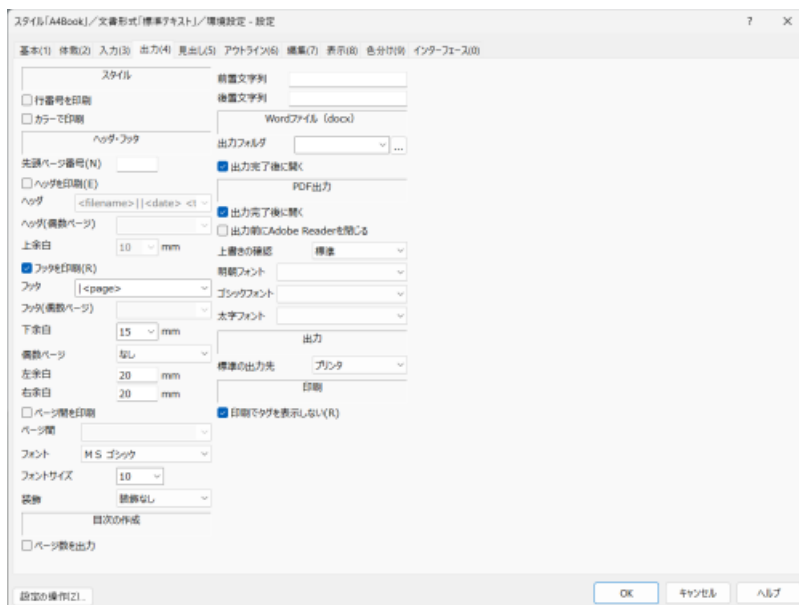 スタイル「A4Book」／文書形式「標準テキスト」／環境設定 - 設定
?
×
基本(1) 体裁(2) 入力(3) 出力(4) 見出し(5) アウトライン(6) 編集(7) 表示(8) 色分け(9) インターフェース(0)
スタイル
行番号を印刷
カラーで印刷
ヘッダ・フッタ
先頭ページ番号(N)
ヘッダを印刷(E)
ヘッダ <filename>||<date> <t
ヘッダ(偶数ページ)
上余白 10 mm
フッタを印刷(R)
フッタ |<page>
フッタ(偶数ページ)
下余白 15 mm
偶数ページ なし
左余白 20 mm
右余白 20 mm
ページ間を印刷
ページ間
フォント ＭＳ ゴシック
フォントサイズ 10
装飾 装飾なし
目次の作成
ページ数を出力
前置文字列
後置文字列
Wordファイル（docx）
出力フォルダ ...
出力完了後に開く
PDF出力
出力完了後に開く
出力前にAdobe Readerを閉じる
上書きの確認 標準
明朝フォント
ゴシックフォント
太字フォント
出力
標準の出力先 プリンタ
印刷
印刷でタグを表示しない(R)
設定の操作(Z)...
OK キャンセル ヘルプ